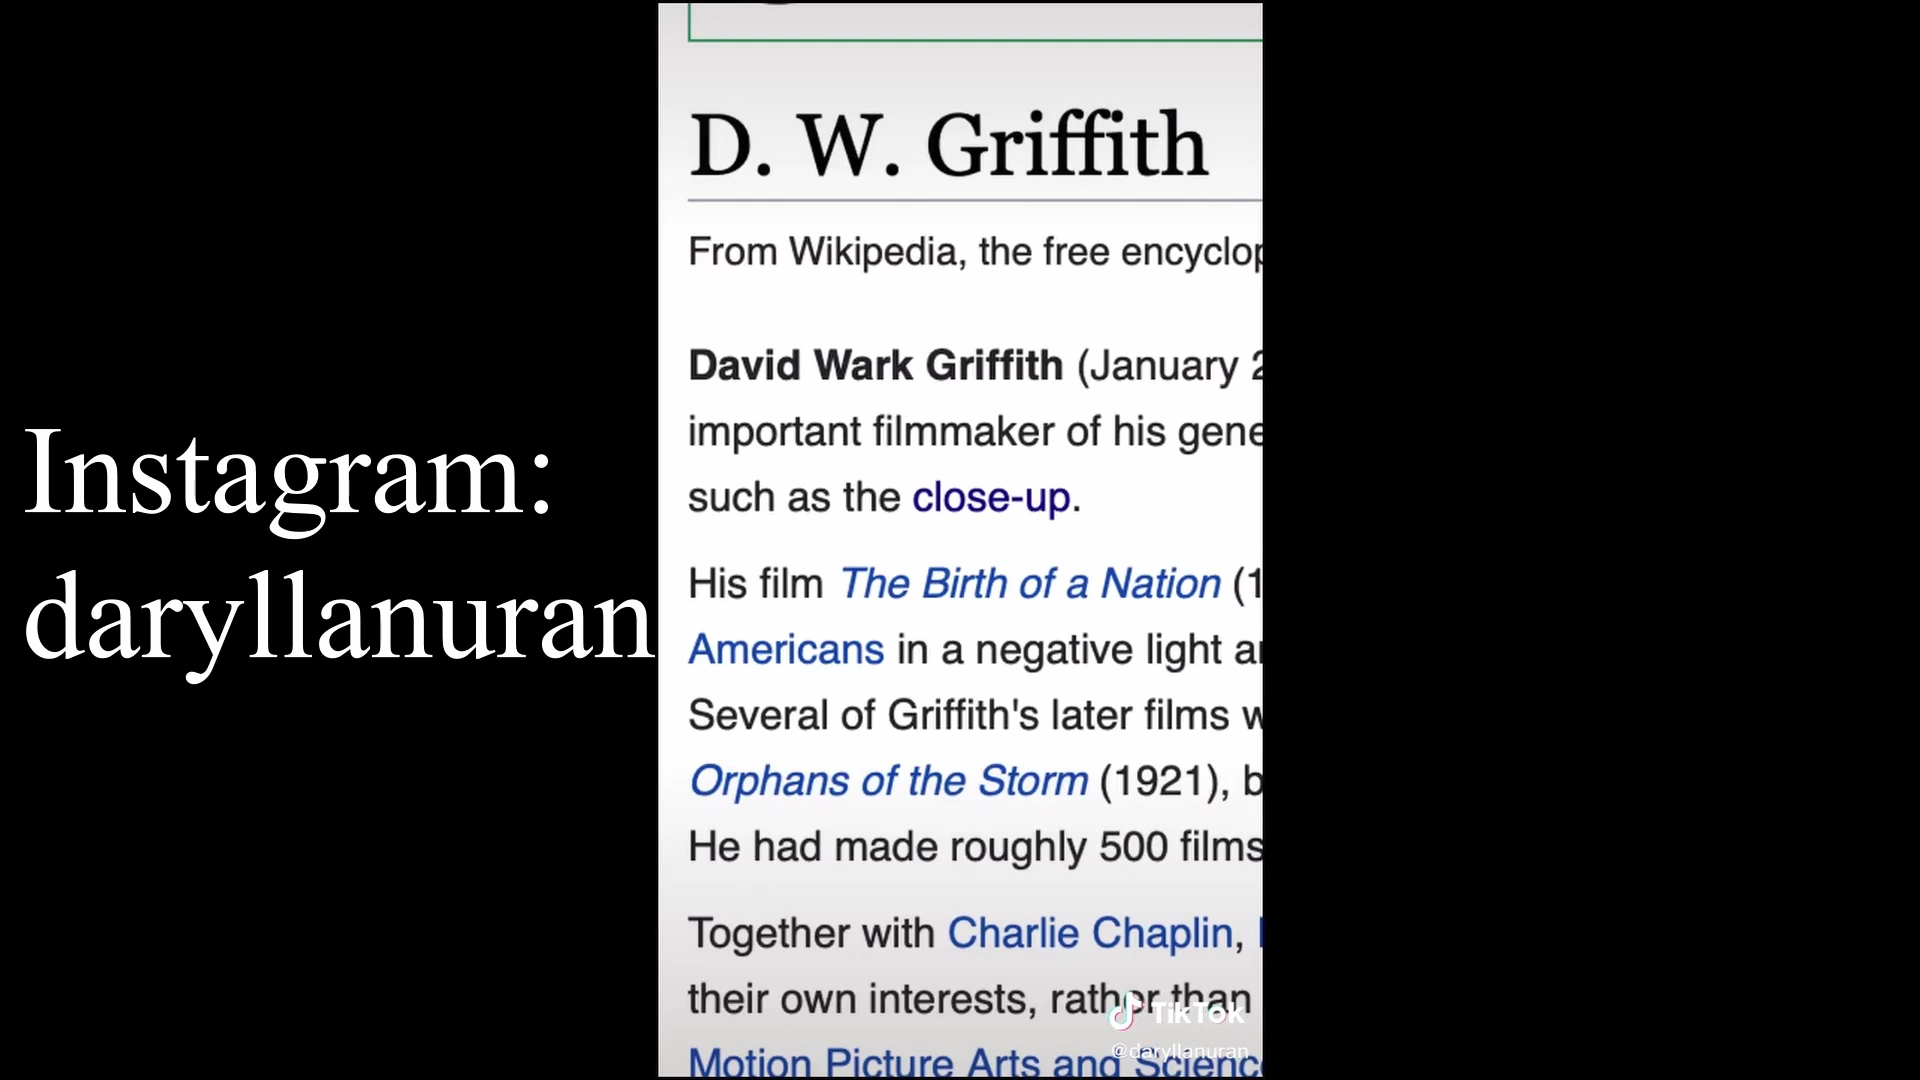 Instagram:
daryllanuran
D. W. Griffith
From Wikipedia, the free encyclop
David Wark Griffith (January 2
important filmmaker of his gene
such as the close-up.
His film The Birth of a Nation (1
Americans in a negative light a
Several of Griffith's later films w
Orphans of the Storm (1921), b
He had made roughly 500 films
Together with Charlie Chaplin,
their own interests, rather than
Motion Picture Arts and Scienc
TikTok
@daryllanuran